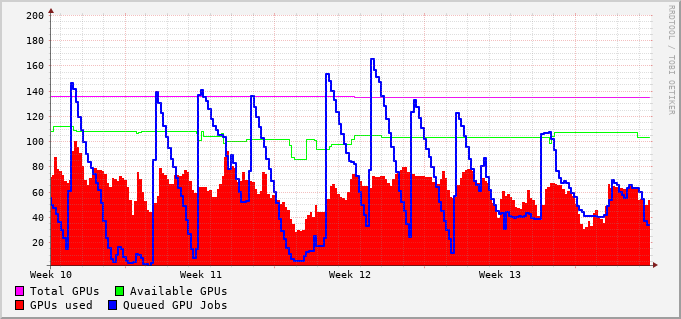 200
180
160
140
120
100
80
60
40
20
Week 10 Week 11 Week 12 Week 13
Total GPUs Available GPUs
GPUs used Queued GPU Jobs
RRDTOOL / TOBI OETIKER